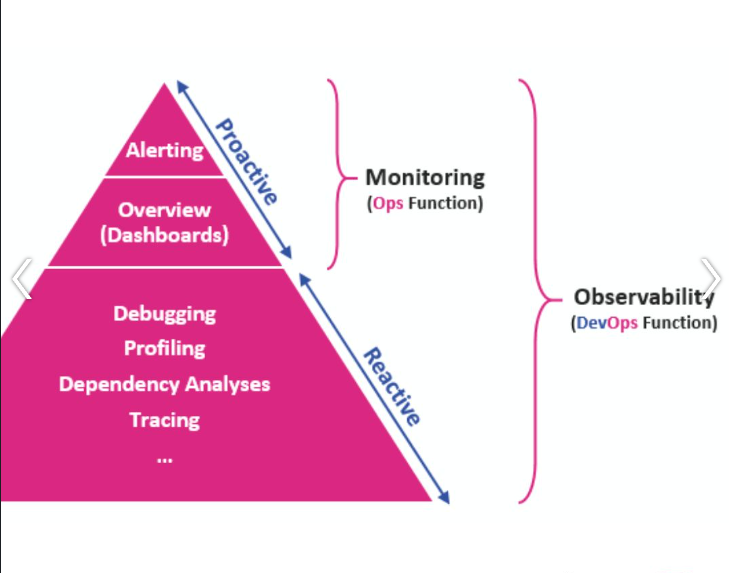 Alerting
Overview
(Dashboards)
Debugging
Profiling
Dependency Analyses
Tracing
...
Proactive
Reactive
Monitoring
(Ops Function)
Observability
(DevOps Function)